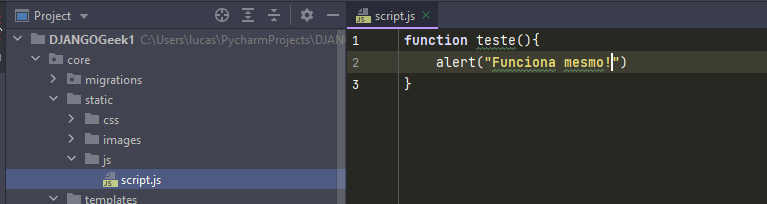 Project
DJANGOGeek1 C:\Users\lucas\PycharmProjects\DJANG
core
migrations
static
css
images
js
script.js
templates
script.js
1 function teste(){
2 alert("Funciona mesmo!")
3 }